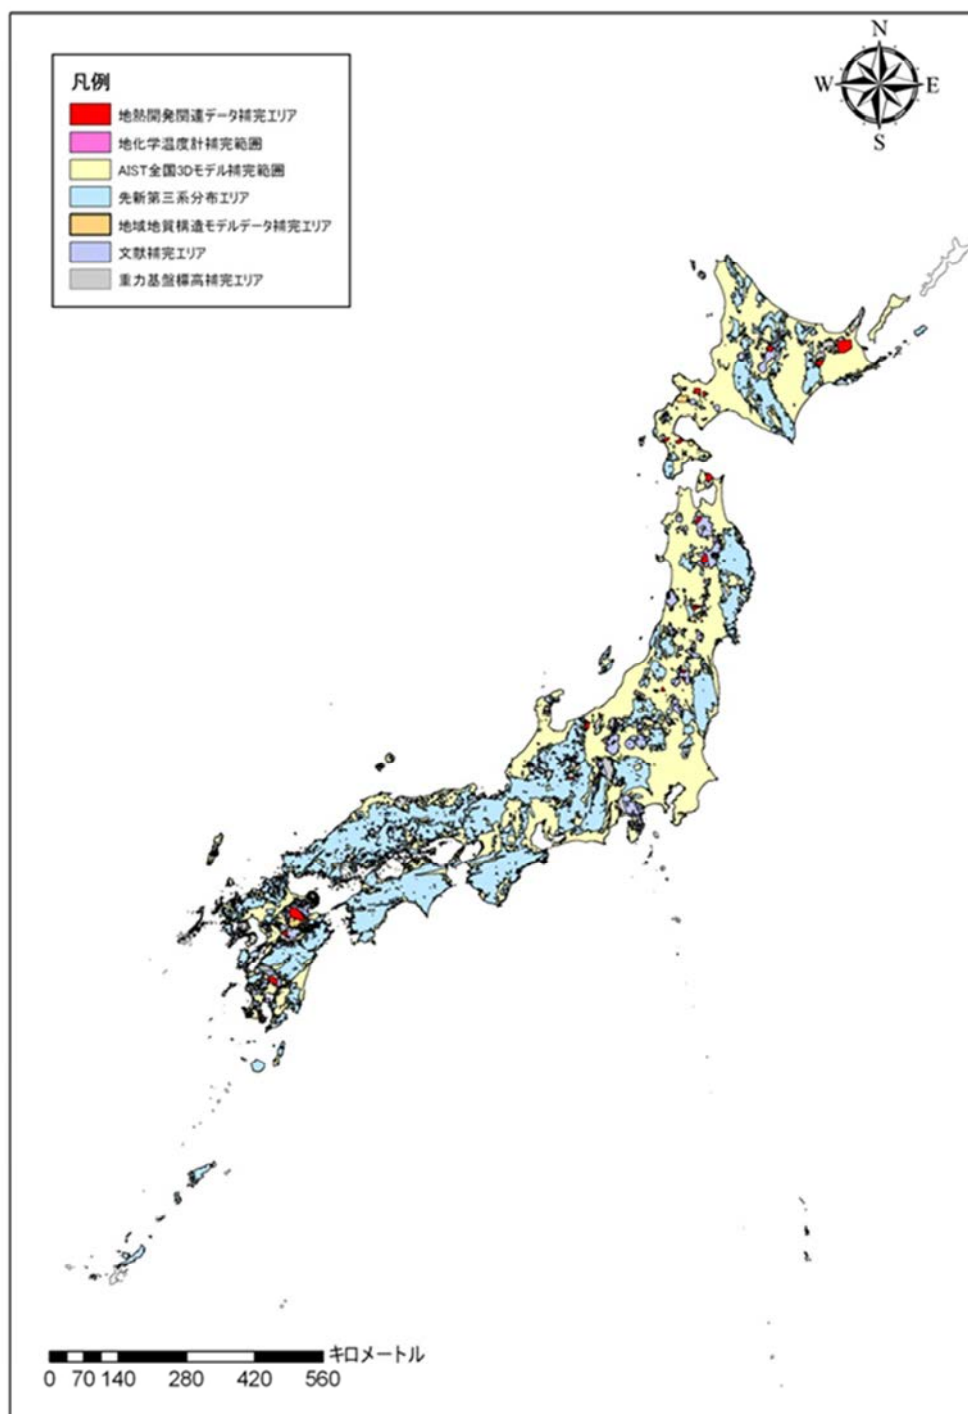 N
W
E
S
凡例
地熱開発関連データ補完エリア
地化学温度計補完範囲
AIST全国3Dモデル補完範囲
先新第三系分布エリア
地域地質構造モデルデータ補完エリア
文献補完エリア
重力基盤標高補完エリア
キロメートル
0 70 140 280 420 560